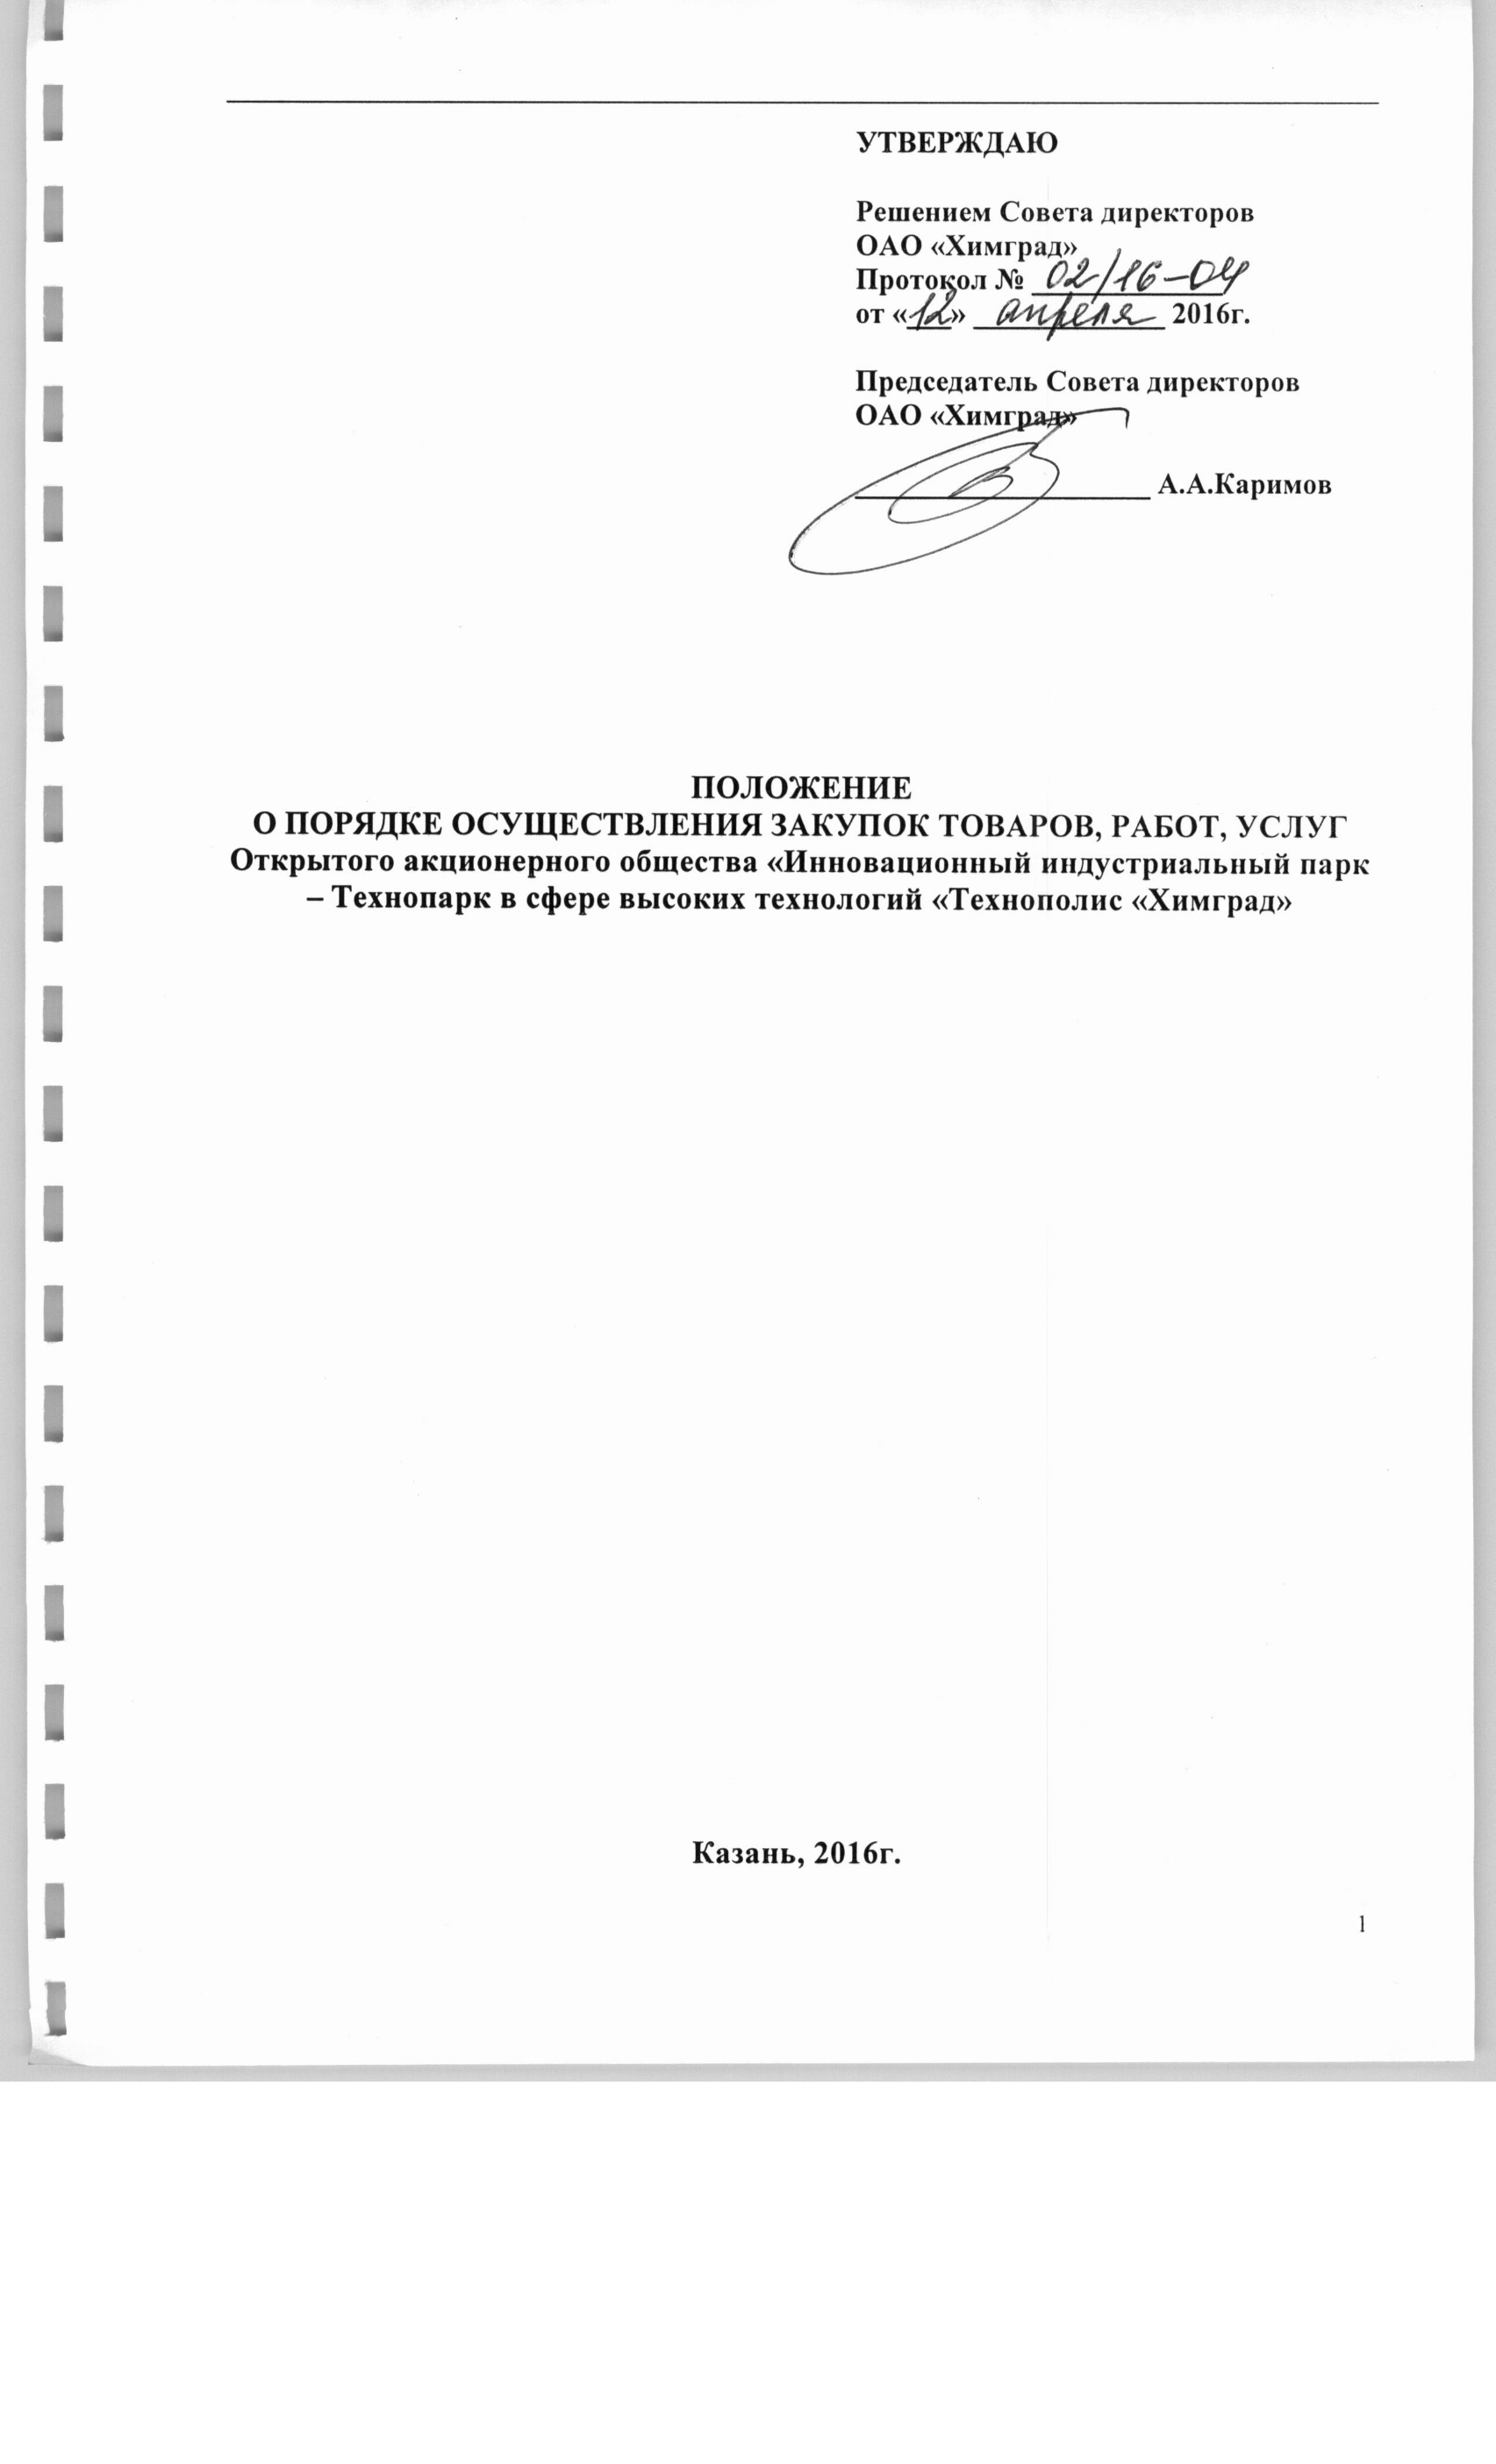 УТВЕРЖДАЮ
Решением Совета директоров
ОАО «Химград»
Протокол № 02/16-04
от «12» апреля 2016г.
Председатель Совета директоров
ОАО «Химград»
А.А.Каримов
ПОЛОЖЕНИЕ
О ПОРЯДКЕ ОСУЩЕСТВЛЕНИЯ ЗАКУПОК ТОВАРОВ, РАБОТ, УСЛУГ
Открытого акционерного общества «Инновационный индустриальный парк
– Технопарк в сфере высоких технологий «Технополис «Химград»
Казань, 2016г.
1